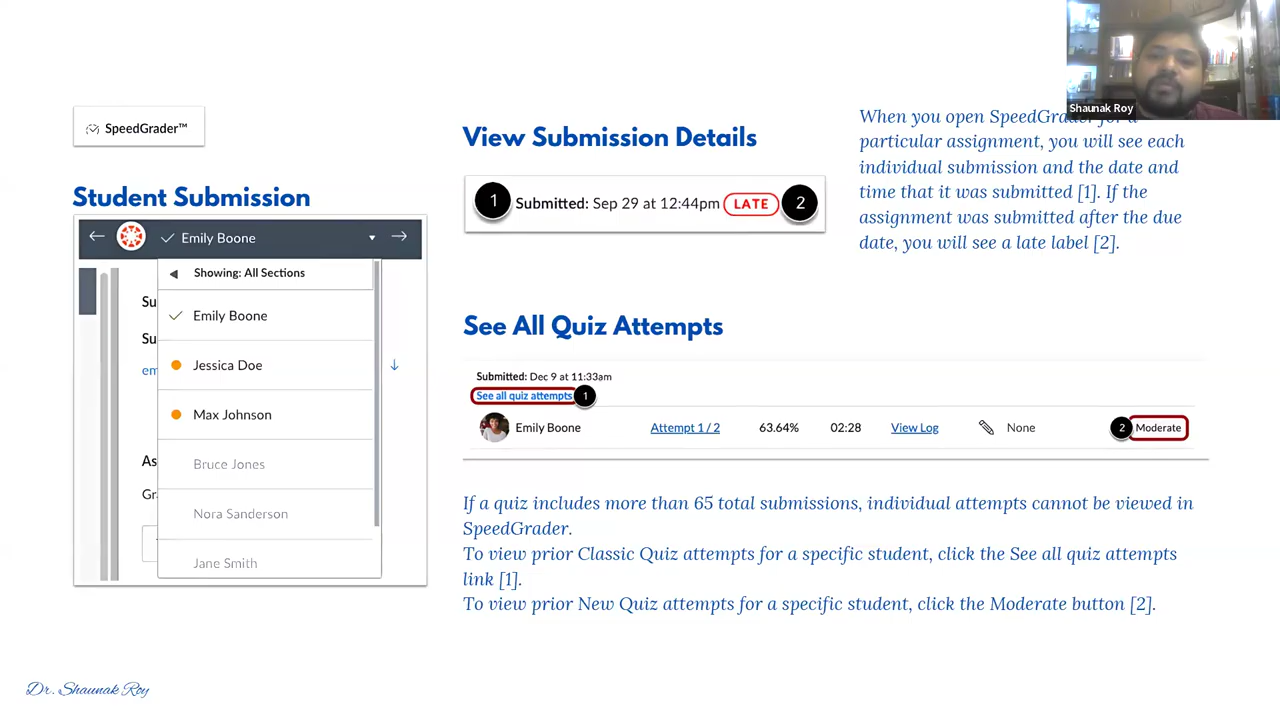 Shaunak Roy
SpeedGrader™
Student Submission
Emily Boone
Showing: All Sections
Su
Emily Boone
Su
Jessica Doe
em
Max Johnson
As
Bruce Jones
Gr
Nora Sanderson
Jane Smith
View Submission Details
1 Submitted: Sep 29 at 12:44pm LATE 2
When you open SpeedGrader for a
particular assignment, you will see each
individual submission and the date and
time that it was submitted [1]. If the
assignment was submitted after the due
date, you will see a late label [2].
See All Quiz Attempts
Submitted: Dec 9 at 11:33am
See all quiz attempts 1
Emily Boone Attempt 1 / 2 63.64% 02:28 View Log None 2 Moderate
If a quiz includes more than 65 total submissions, individual attempts cannot be viewed in
SpeedGrader.
To view prior Classic Quiz attempts for a specific student, click the See all quiz attempts
link [1].
To view prior New Quiz attempts for a specific student, click the Moderate button [2].
Dr. Shaunak Roy